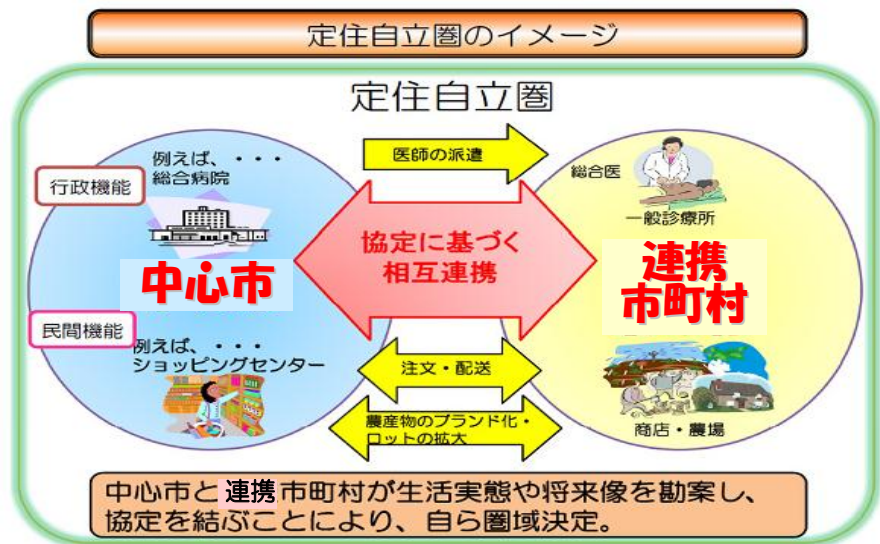 定住自立圏のイメージ
定住自立圏
例えば、・・・
総合病院
行政機能
中心市
民間機能
例えば、・・・
ショッピングセンター
医師の派遣
協定に基づく
相互連携
注文・配送
農産物のブランド化・
ロットの拡大
総合医
一般診療所
連携
市町村
商店・農場
中心市と連携市町村が生活実態や将来像を勘案し、
協定を結ぶことにより、自ら圏域決定。